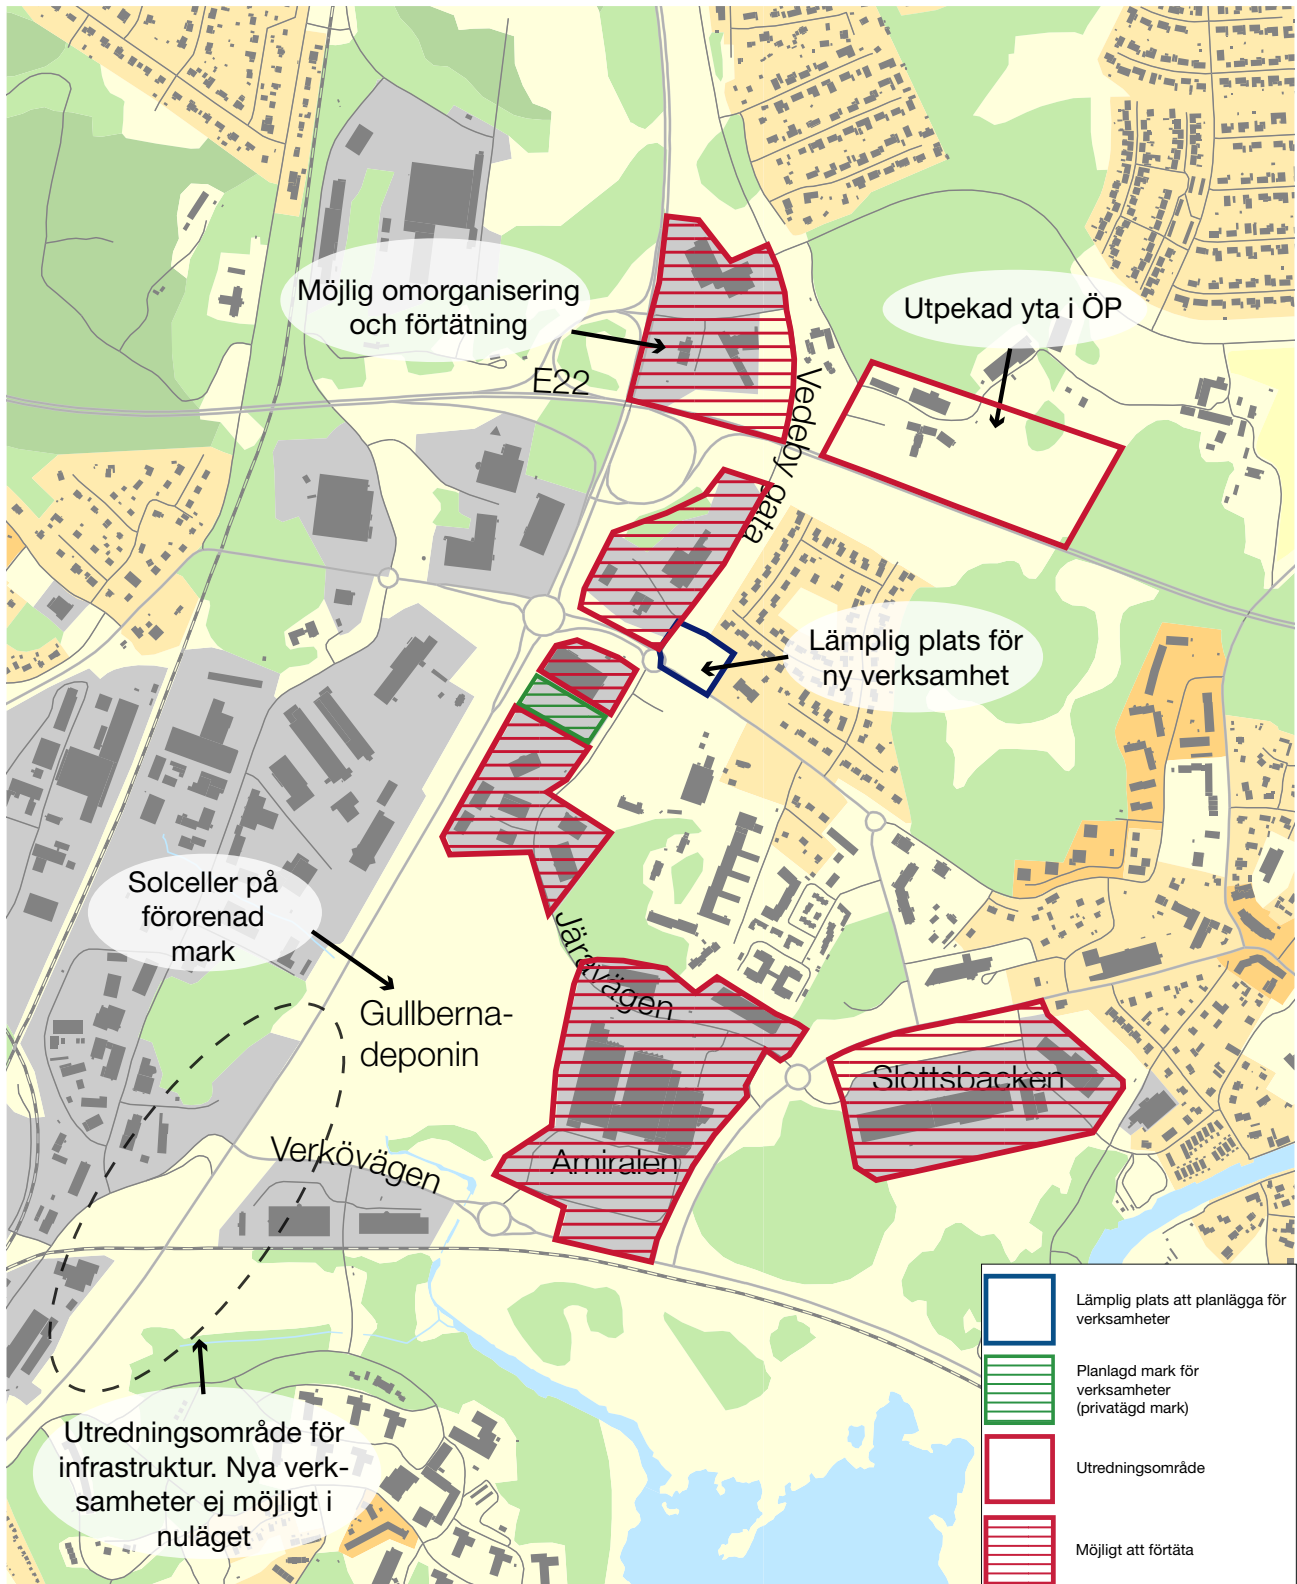 Möjlig omorganisering
och förtätning
Utpekad yta i ÖP
E22
Vedeby gata
Lämplig plats för
ny verksamhet
Solceller på
förorenad
mark
Järavägen
Gullberna-
deponin
Slottsbacken
Verkövägen
Amiralen
Utredningsområde för
infrastruktur. Nya verk-
samheter ej möjligt i
nuläget
Lämplig plats att planlägga för
verksamheter
Planlagd mark för
verksamheter
(privatägd mark)
Utredningsområde
Möjligt att förtäta